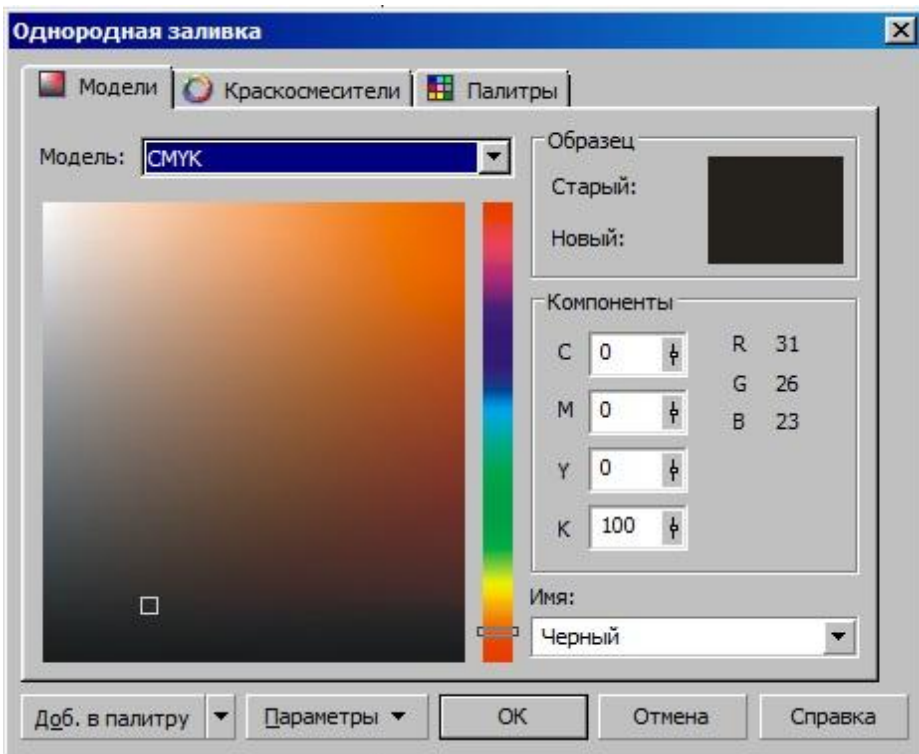 Однородная заливка
Модели Краскосмесители Палитры
Модель: CMYK
Образец
Старый:
Новый:
Компоненты
C 0 R 31
G 26
M 0 B 23
Y 0
K 100
Имя:
Черный
Доб. в палитру Параметры OK Отмена Справка